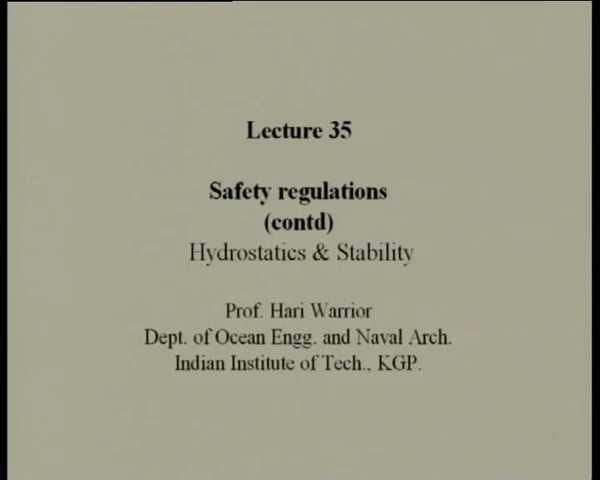 Lecture 35
Safety regulations
(contd)
Hydrostatics & Stability
Prof. Hari Warrior
Dept. of Ocean Engg. and Naval Arch.
Indian Institute of Tech., KGP.